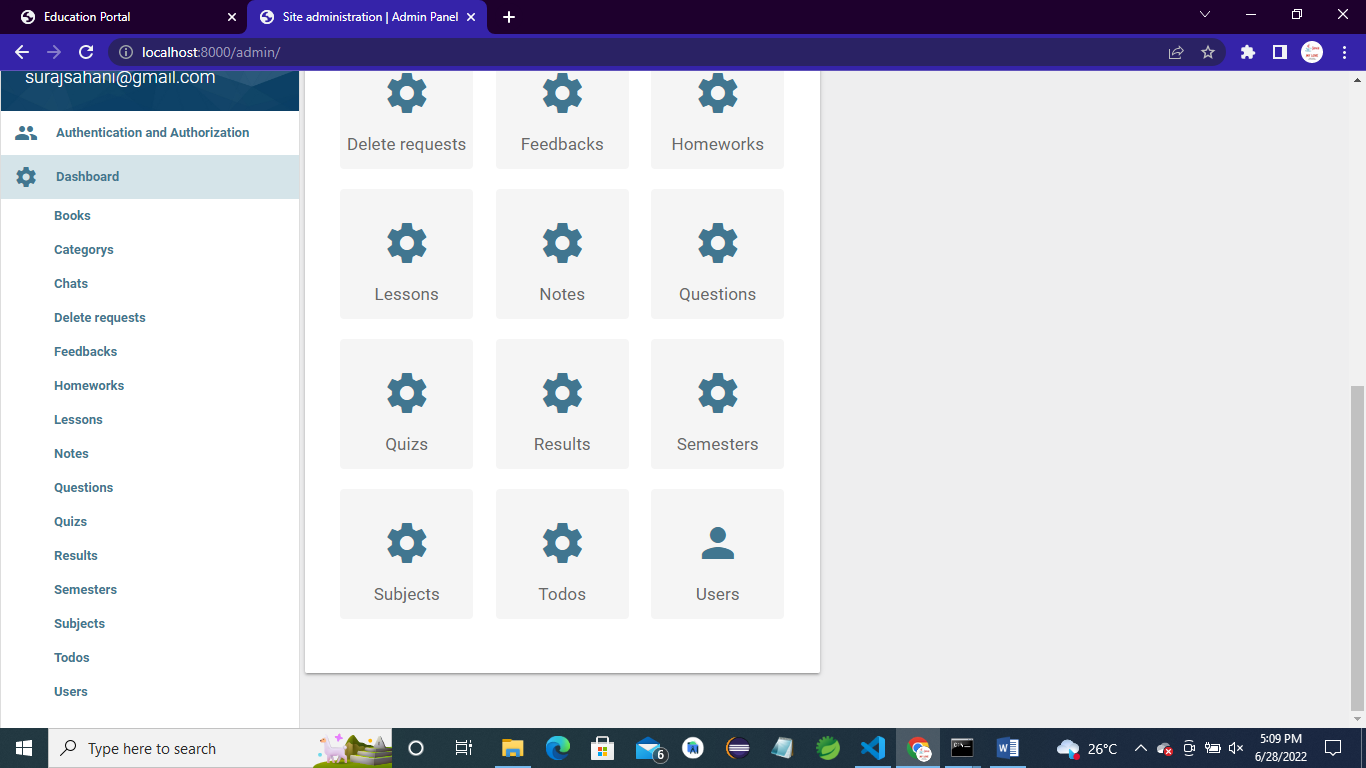 Education Portal
Site administration | Admin Panel
localhost:8000/admin/
surajsahani@gmail.com
Authentication and Authorization
Dashboard
Books
Categorys
Chats
Delete requests
Feedbacks
Homeworks
Lessons
Notes
Questions
Quizs
Results
Semesters
Subjects
Todos
Users
Delete requests Feedbacks Homeworks
Lessons Notes Questions
Quizs Results Semesters
Subjects Todos Users
Type here to search
6
26°C
5:09 PM
6/28/2022